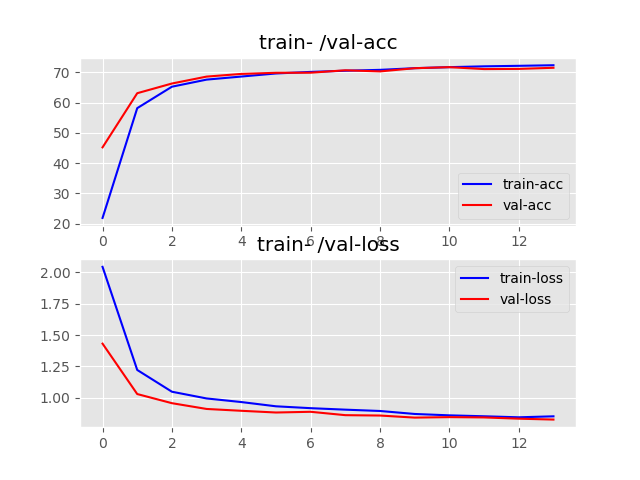 train- /val-acc
70
60
50
40
30
20
train-acc
val-acc
0 2 4 6 8 10 12
train- /val-loss
2.00
1.75
1.50
1.25
1.00
train-loss
val-loss
0 2 4 6 8 10 12